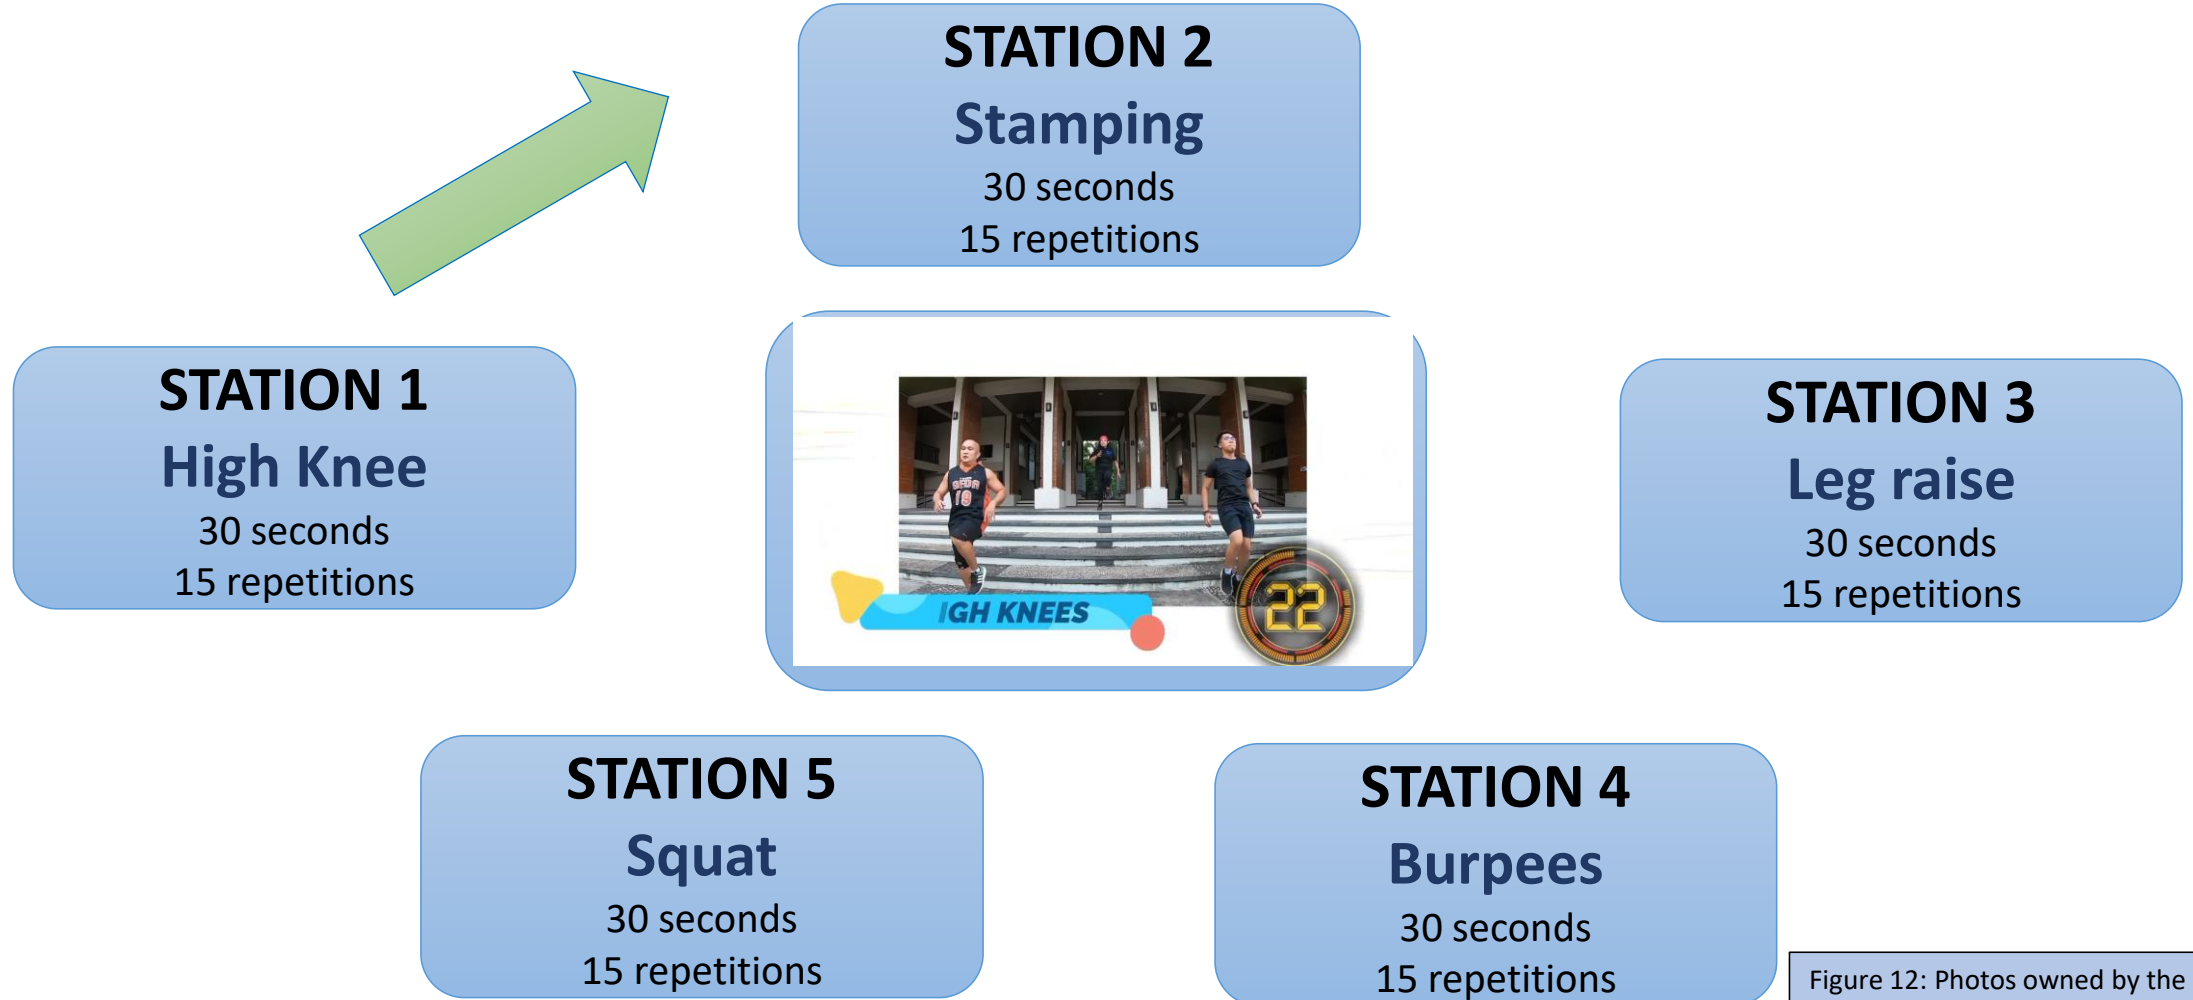 STATION 2
Stamping
30 seconds
15 repetitions
STATION 1
High Knee
30 seconds
15 repetitions
19
IGH KNEES
22
STATION 3
Leg raise
30 seconds
15 repetitions
STATION 5
Squat
30 seconds
15 repetitions
STATION 4
Burpees
30 seconds
15 repetitions
Figure 12: Photos owned by the